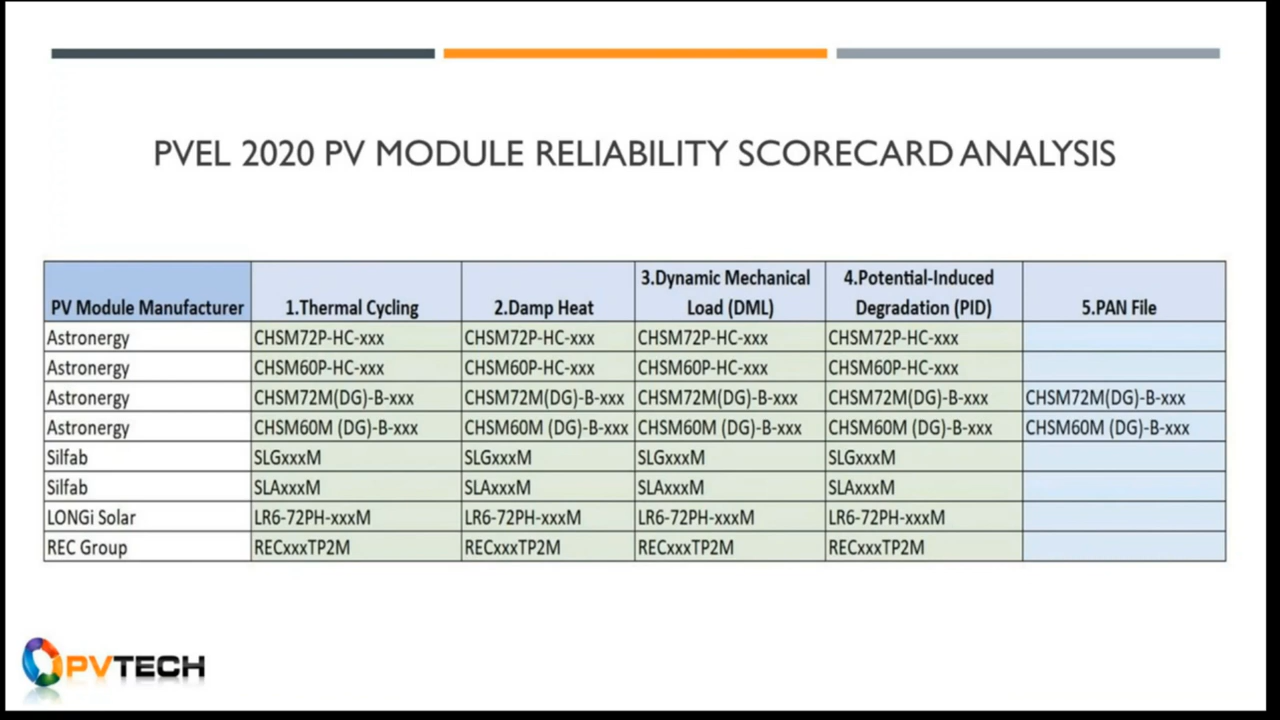 PVEL 2020 PV MODULE RELIABILITY SCORECARD ANALYSIS
PV Module Manufacturer 1.Thermal Cycling 2.Damp Heat 3.Dynamic Mechanical Load (DML) 4.Potential-Induced Degradation (PID) 5.PAN File
Astronergy CHSM72P-HC-xxx CHSM72P-HC-xxx CHSM72P-HC-xxx CHSM72P-HC-xxx
Astronergy CHSM60P-HC-xxx CHSM60P-HC-xxx CHSM60P-HC-xxx CHSM60P-HC-xxx
Astronergy CHSM72M(DG)-B-xxx CHSM72M(DG)-B-xxx CHSM72M(DG)-B-xxx CHSM72M(DG)-B-xxx CHSM72M(DG)-B-xxx
Astronergy CHSM60M (DG)-B-xxx CHSM60M (DG)-B-xxx CHSM60M (DG)-B-xxx CHSM60M (DG)-B-xxx CHSM60M (DG)-B-xxx
Silfab SLGxxxM SLGxxxM SLGxxxM SLGxxxM
Silfab SLAxxxM SLAxxxM SLAxxxM SLAxxxM
LONGi Solar LR6-72PH-xxxM LR6-72PH-xxxM LR6-72PH-xxxM LR6-72PH-xxxM
REC Group RECxxxTP2M RECxxxTP2M RECxxxTP2M RECxxxTP2M
PVTECH